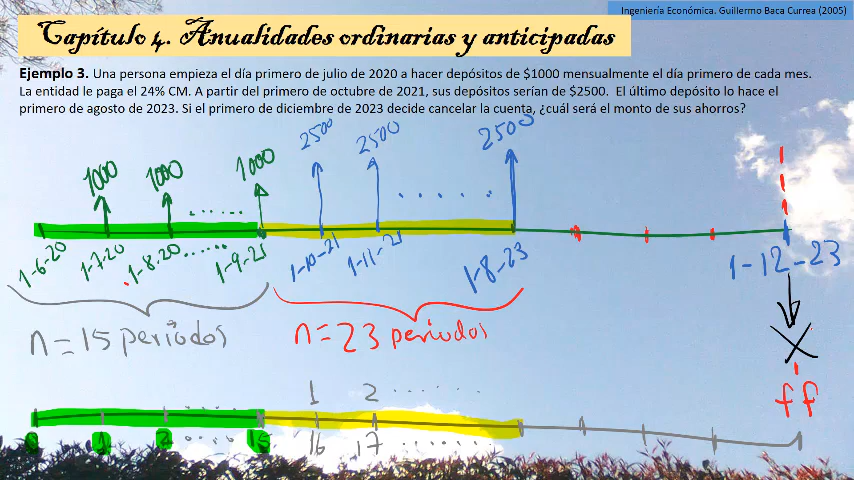 Ingeniería Económica. Guillermo Baca Currea (2005)
Capítulo 4. Anualidades ordinarias y anticipadas
Ejemplo 3. Una persona empieza el día primero de julio de 2020 a hacer depósitos de $1000 mensualmente el día primero de cada mes.
La entidad le paga el 24% CM. A partir del primero de octubre de 2021, sus depósitos serían de $2500. El último depósito lo hace el
primero de agosto de 2023. Si el primero de diciembre de 2023 decide cancelar la cuenta, ¿cuál será el monto de sus ahorros?
1000 1000 ...... 1000 2500 2500 ...... 2500
1-6-20 1-7-20 1-8-20 ...... 1-9-21 1-10-21 1-11-21 1-8-23 1-12-23
n=15 periodos n=23 periodos X
ff
1 2 ......
0 1 2 .... 15 16 17 ......